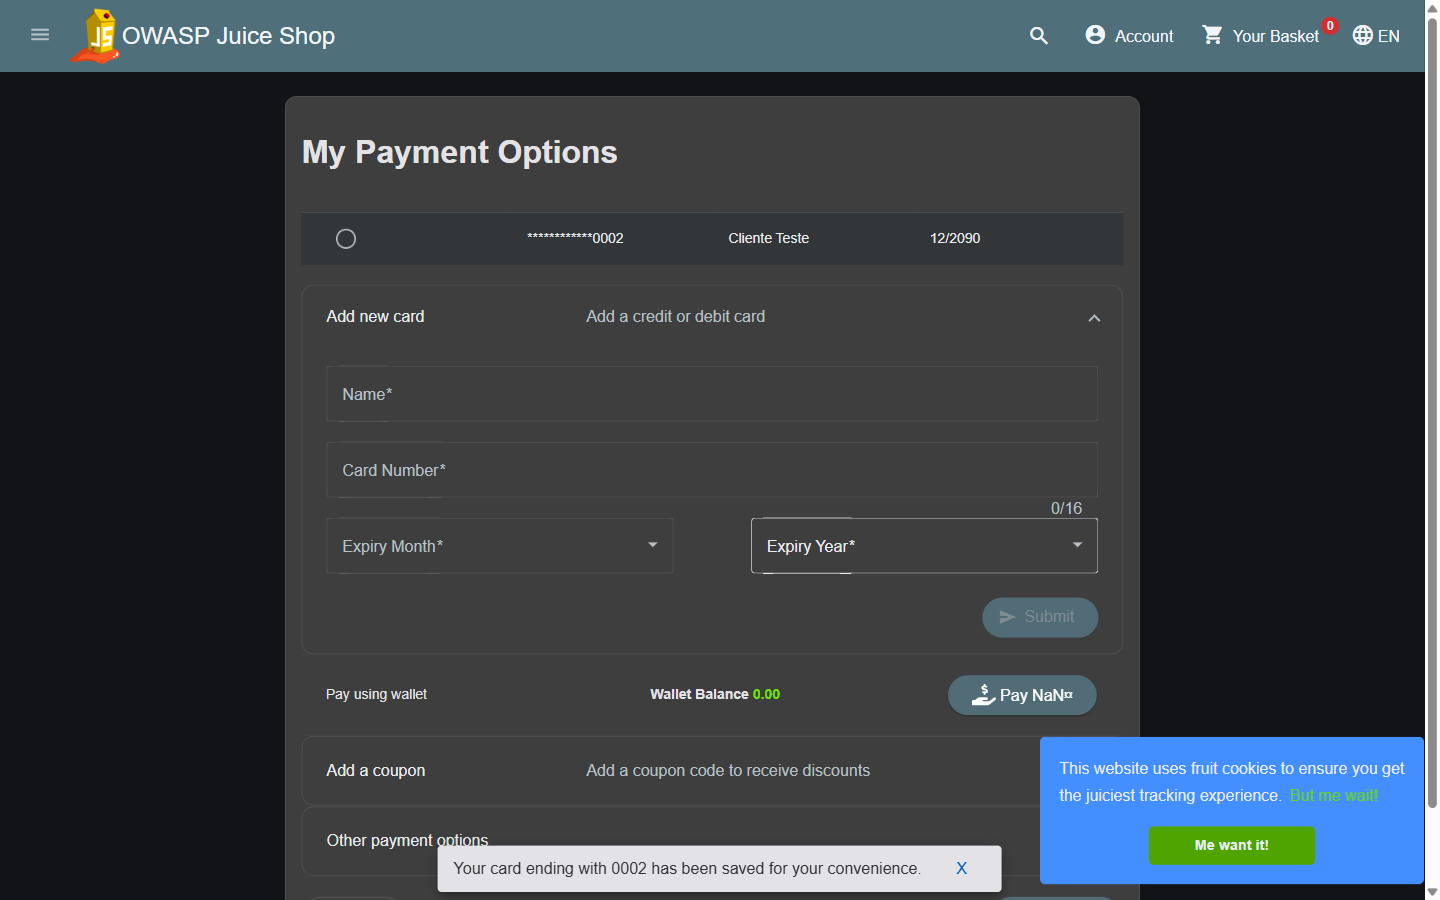 OWASP Juice Shop
Account
Your Basket
0
EN
My Payment Options
************0002
Cliente Teste
12/2090
Add new card
Add a credit or debit card
Name*
Card Number*
0/16
Expiry Month*
Expiry Year*
Submit
Pay using wallet
Wallet Balance 0.00
Pay NaN¤
Add a coupon
Add a coupon code to receive discounts
Other payment options
This website uses fruit cookies to ensure you get
the juiciest tracking experience. But me wait!
Me want it!
Your card ending with 0002 has been saved for your convenience.
X